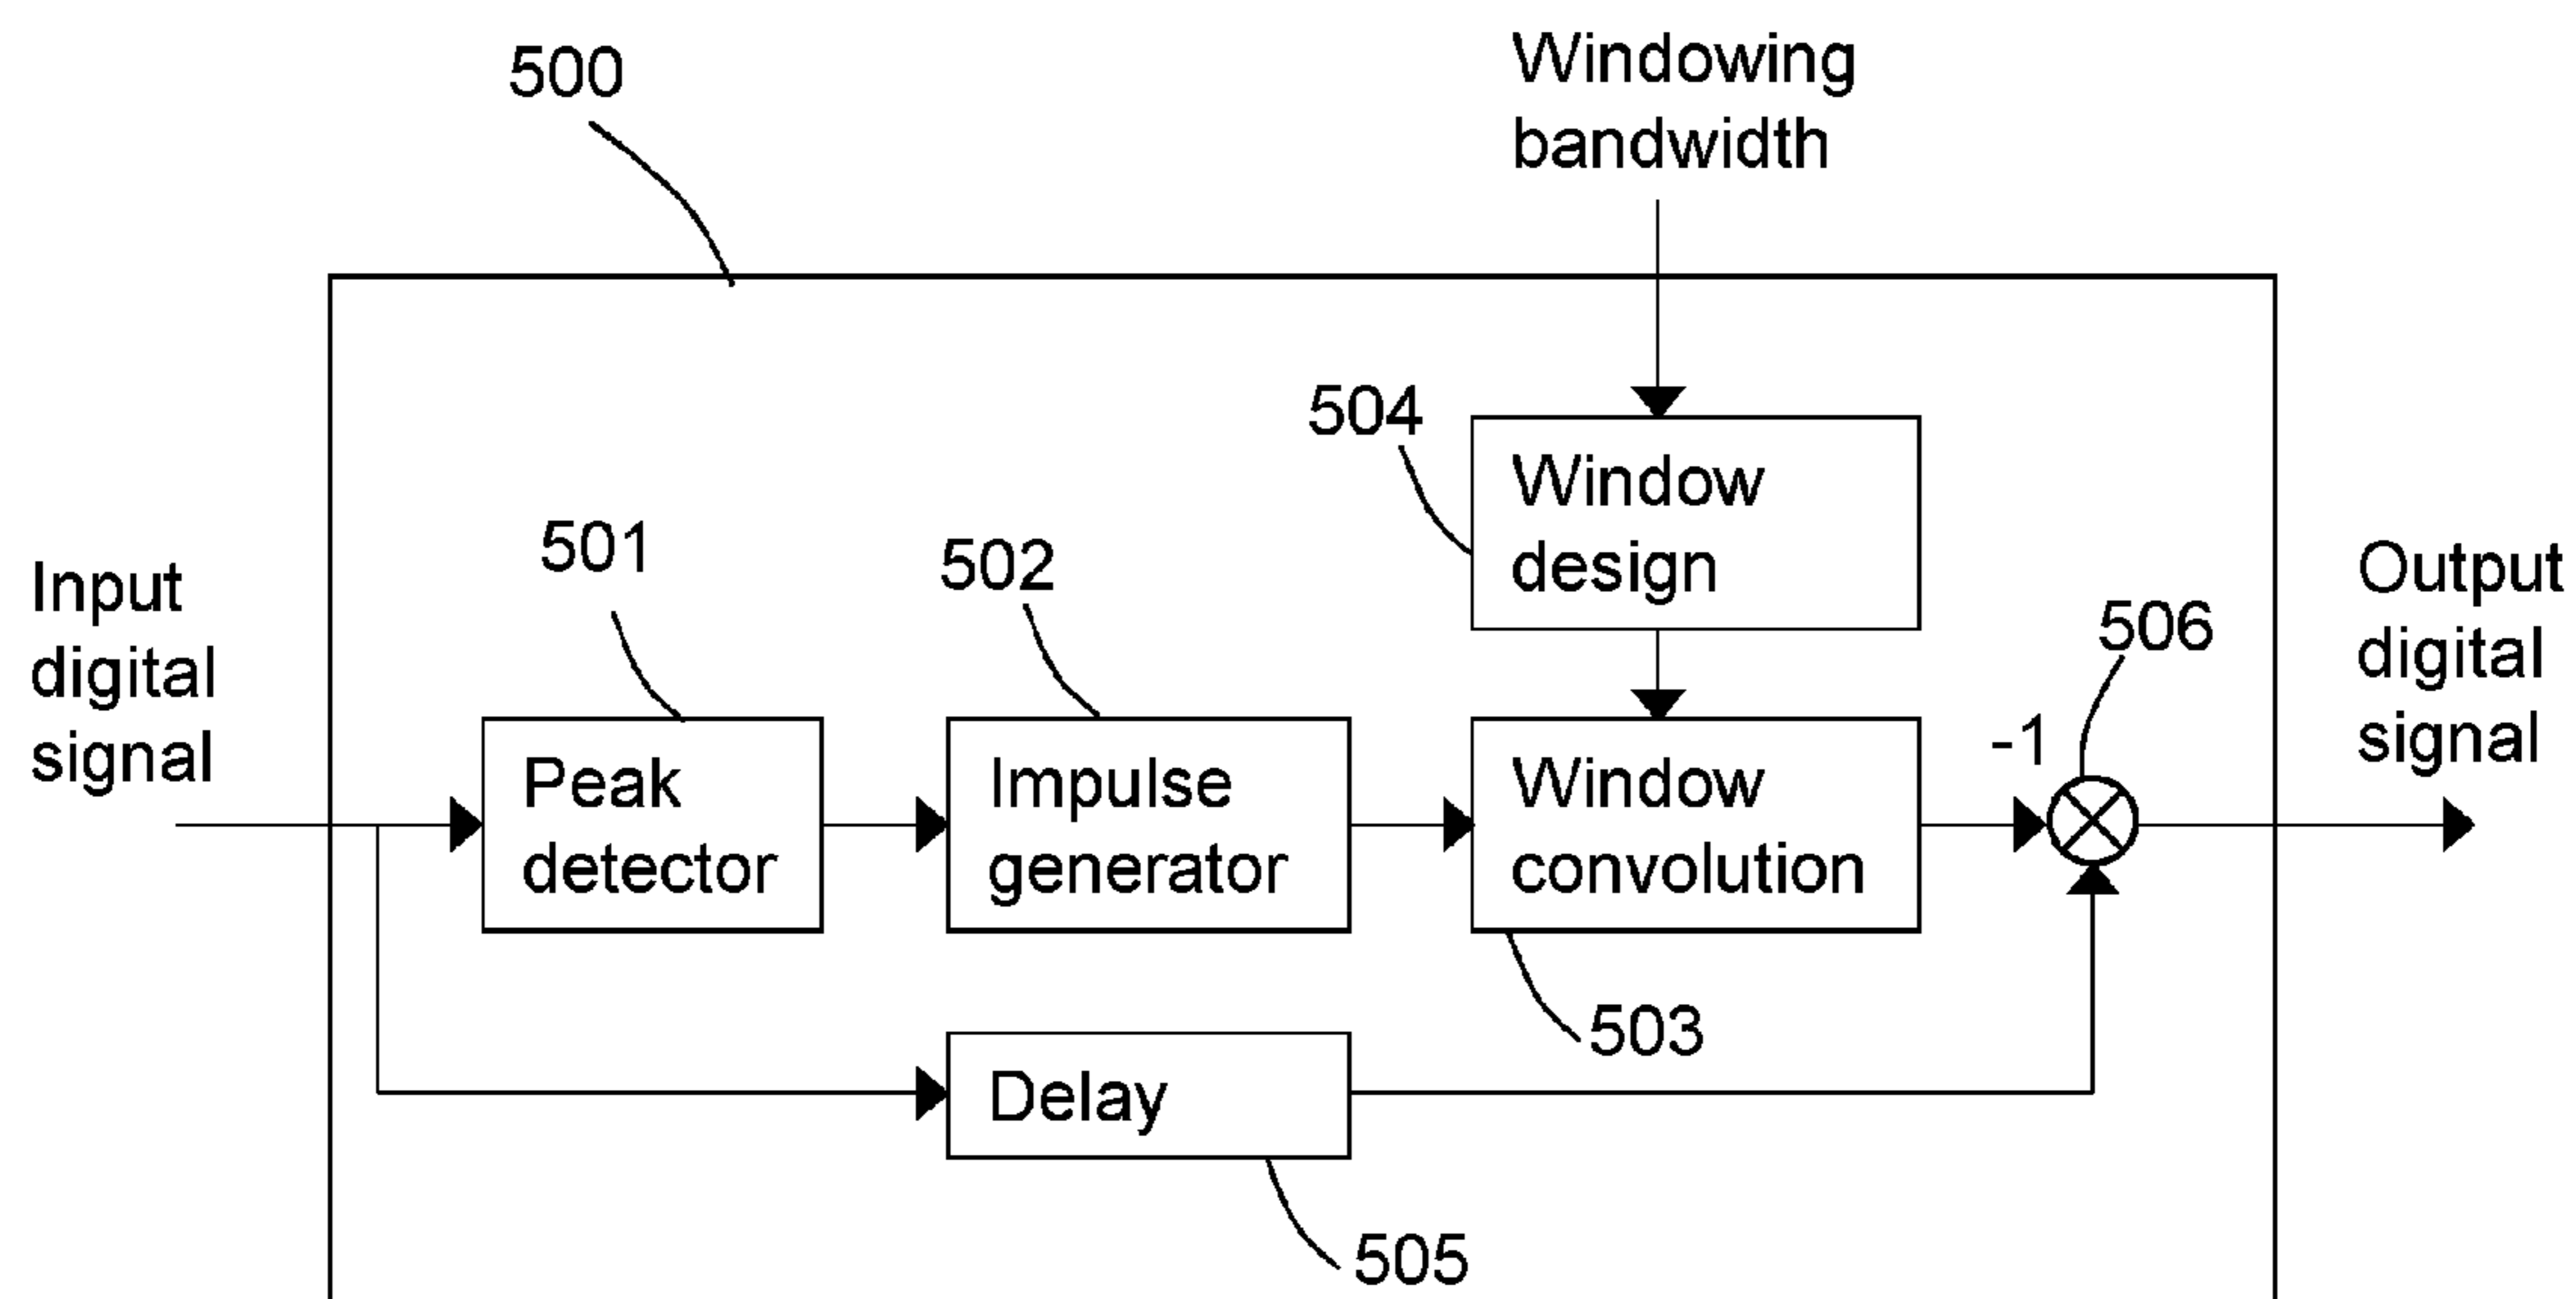 500
Windowing
bandwidth
504
Window
design
501
502
Input
digital
signal
Output
digital
signal
506
-1
Peak
detector
Impulse
generator
Window
convolution
503
Delay
505